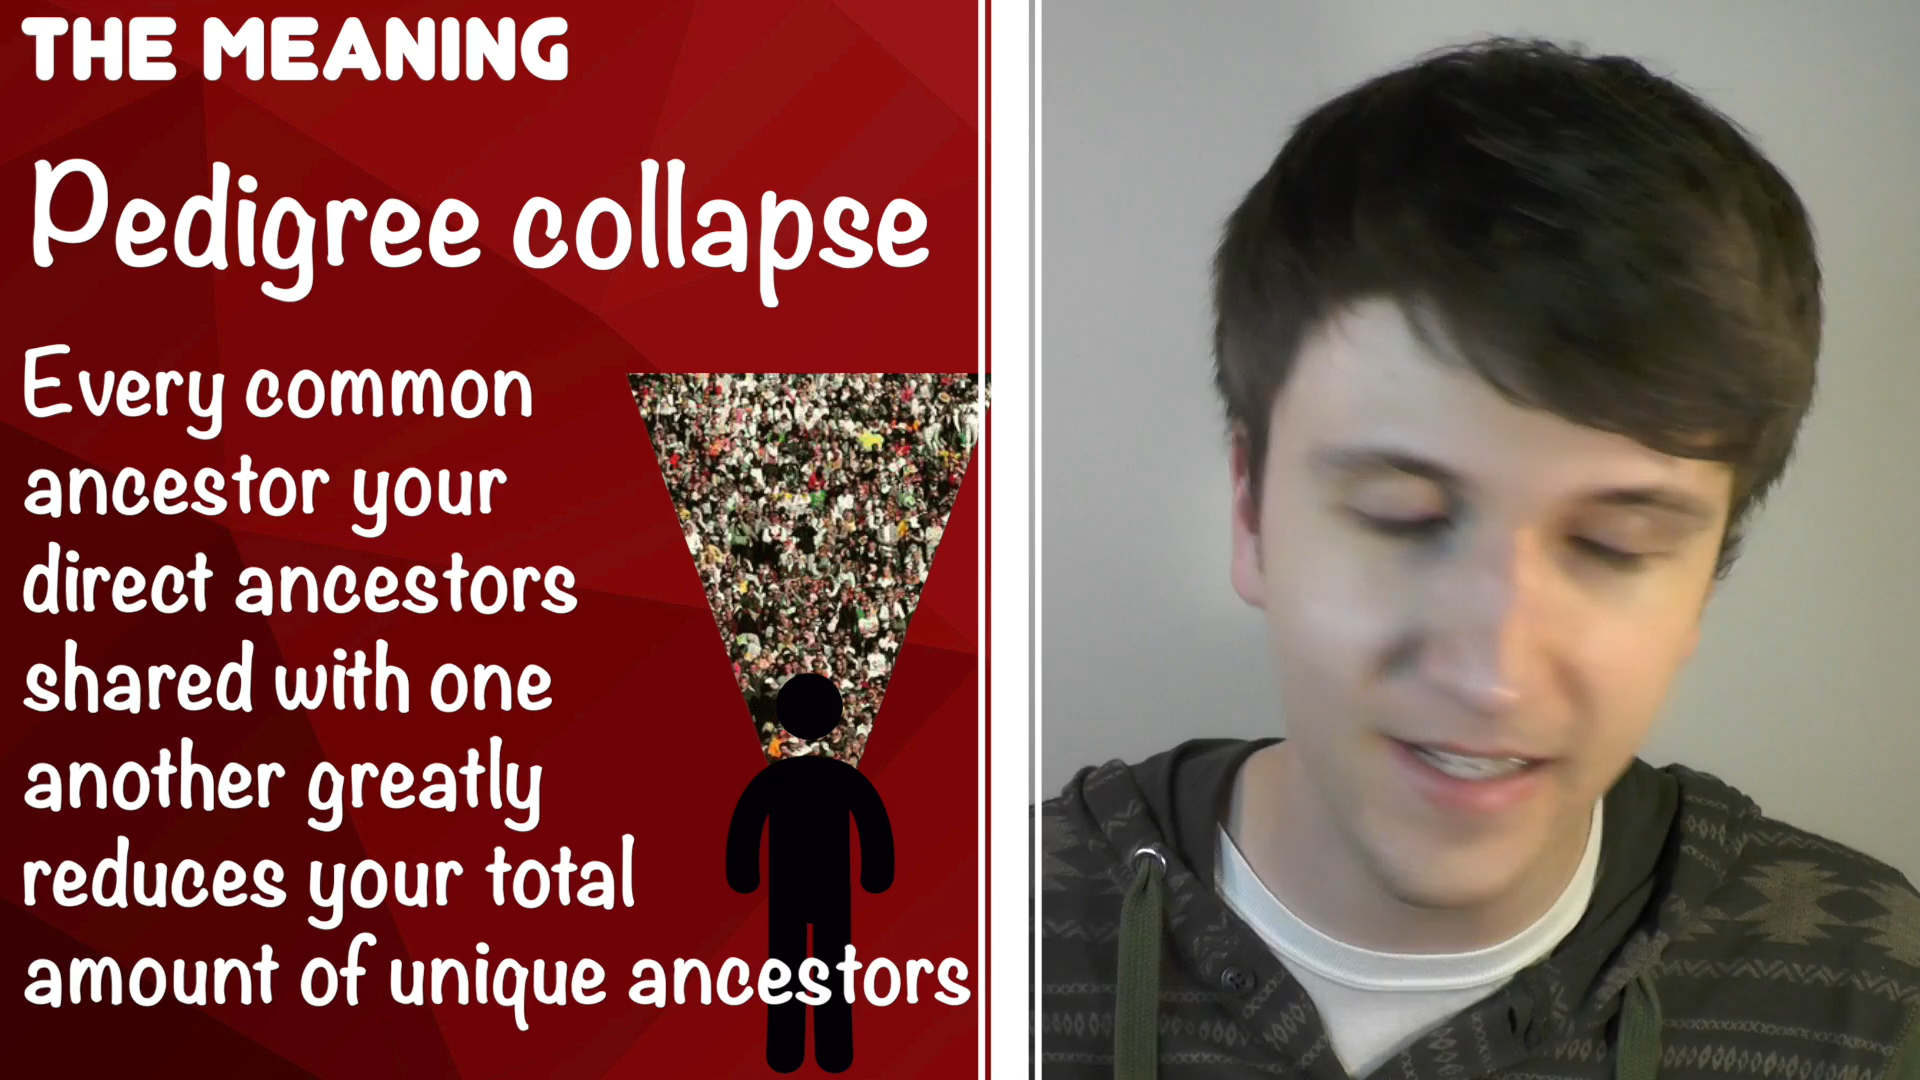 THE MEANING
Pedigree collapse
Every common
ancestor your
direct ancestors
shared with one
another greatly
reduces your total
amount of unique ancestors